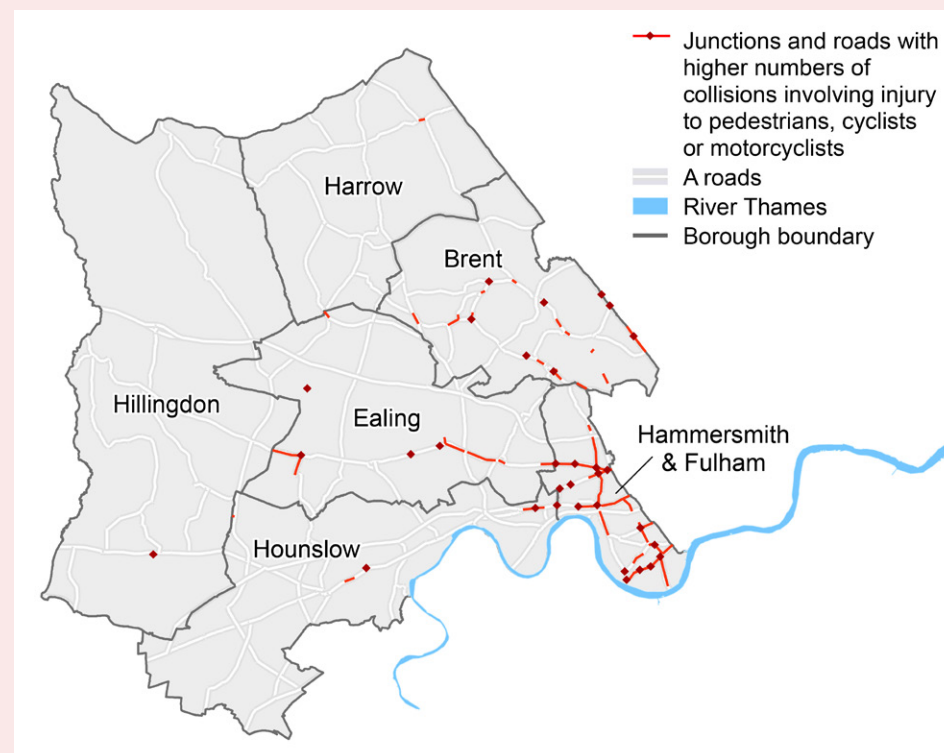 Junctions and roads with
higher numbers of
collisions involving injury
to pedestrians, cyclists
or motorcyclists
A roads
River Thames
Borough boundary
Harrow
Brent
Hillingdon
Ealing
Hammersmith
& Fulham
Hounslow